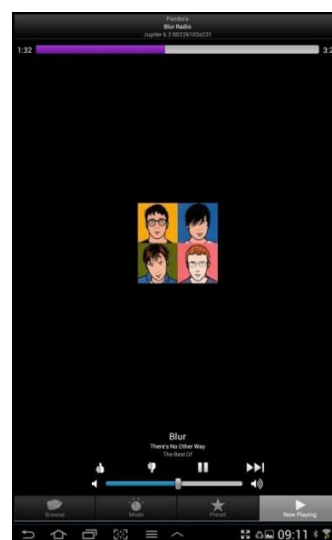 Pandora
Blur Radio
Jupiter 6.2 00226102e231
1:32
Blur
There's No Other Way
The Best Of
Browse
Mode
Preset
Now Playing
09:11